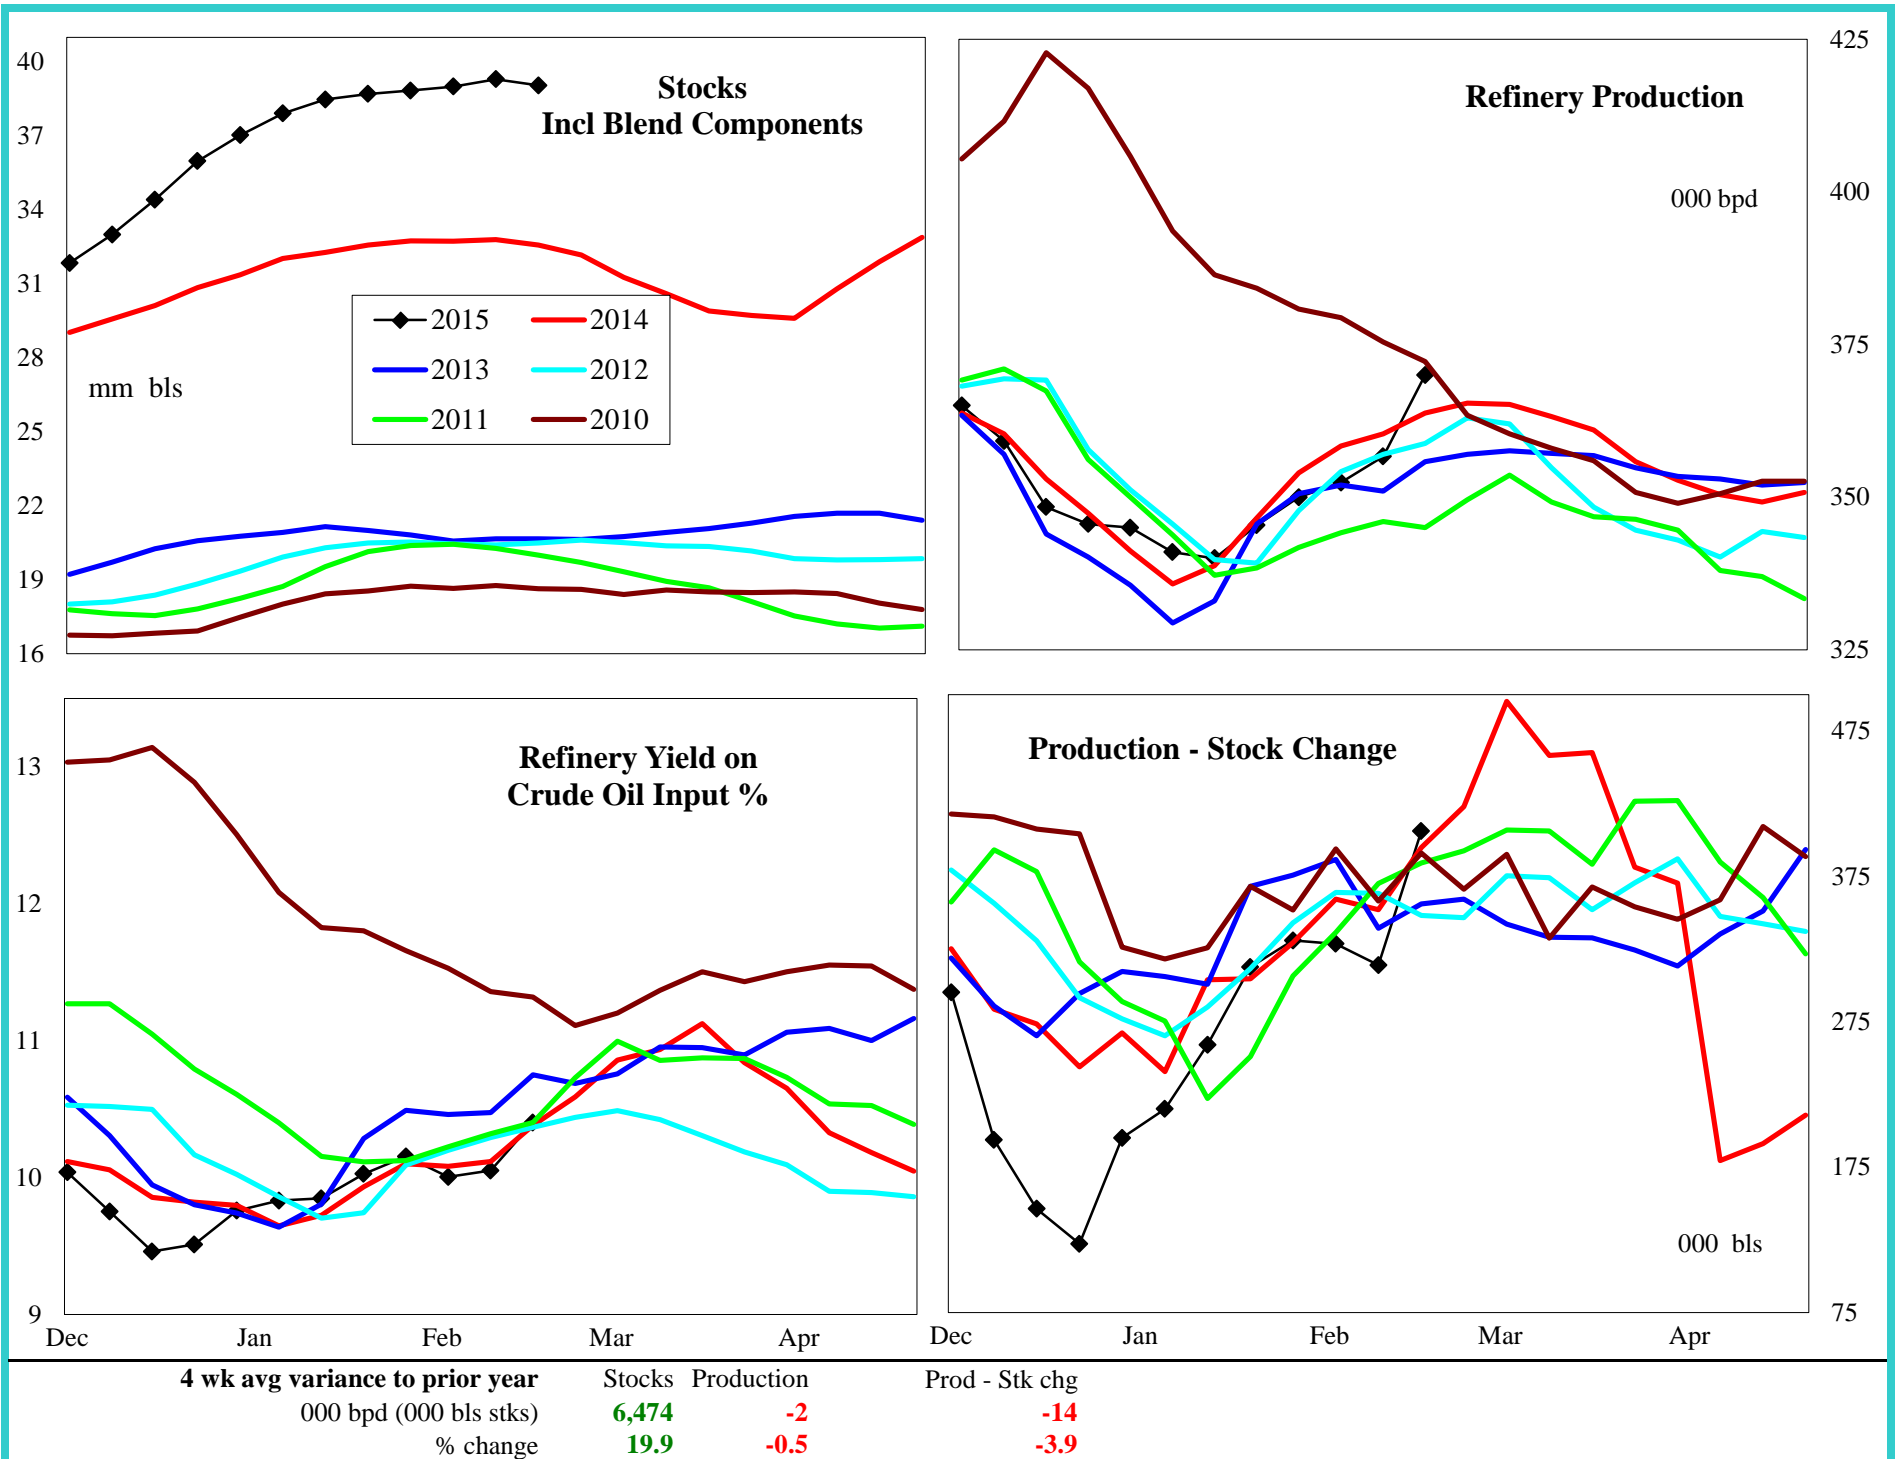 Stocks
Incl Blend Components
40
37
34
31
28
25
22
19
16
mm bls
2015
2014
2013
2012
2011
2010
Refinery Production
000 bpd
425
400
375
350
325
Refinery Yield on
Crude Oil Input %
13
12
11
10
9
Dec Jan Feb Mar Apr
Production - Stock Change
475
375
275
175
75
000 bls
Dec Jan Feb Mar Apr
4 wk avg variance to prior year Stocks Production Prod - Stk chg
000 bpd (000 bls stks) 6,474 -2 -14
% change 19.9 -0.5 -3.9